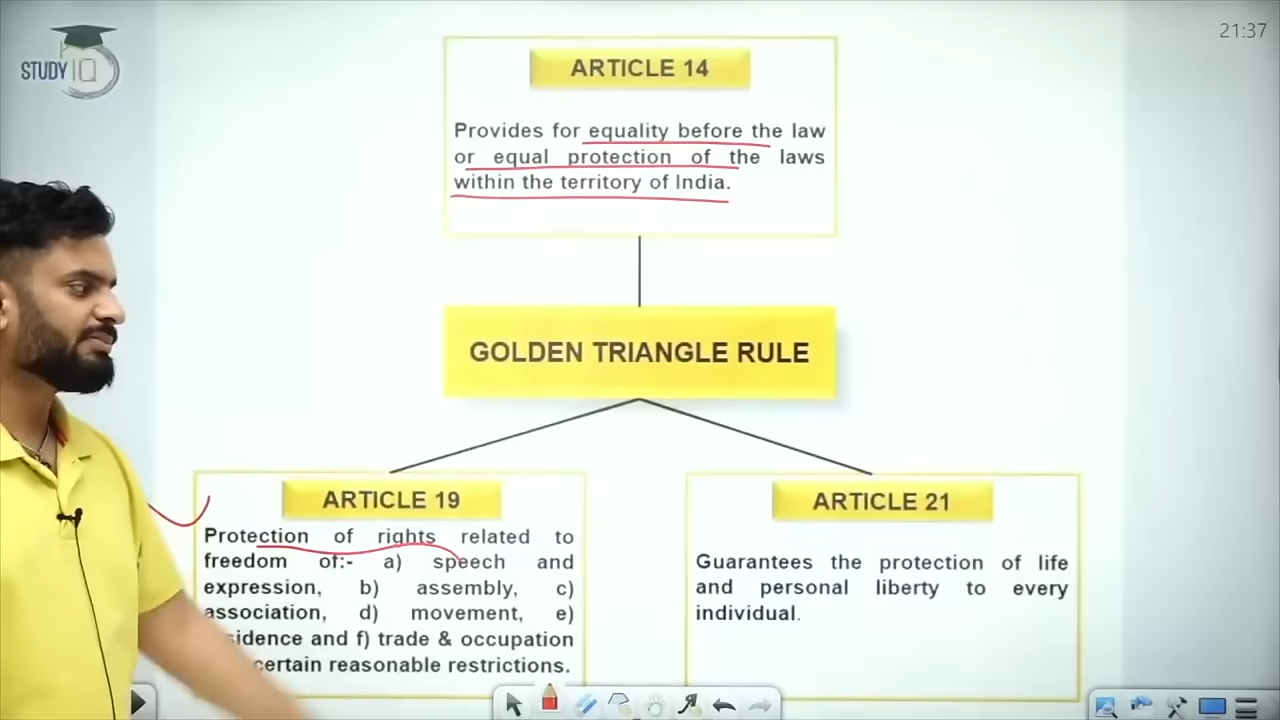 STUDY IQ
21:37
ARTICLE 14
Provides for equality before the law
or equal protection of the laws
within the territory of India.
GOLDEN TRIANGLE RULE
ARTICLE 19
Protection of rights related to
freedom of:- a) speech and
expression, b) assembly, c)
association, d) movement, e)
and f) trade & occupation
certain reasonable restrictions.
ARTICLE 21
Guarantees the protection of life
and personal liberty to every
individual.